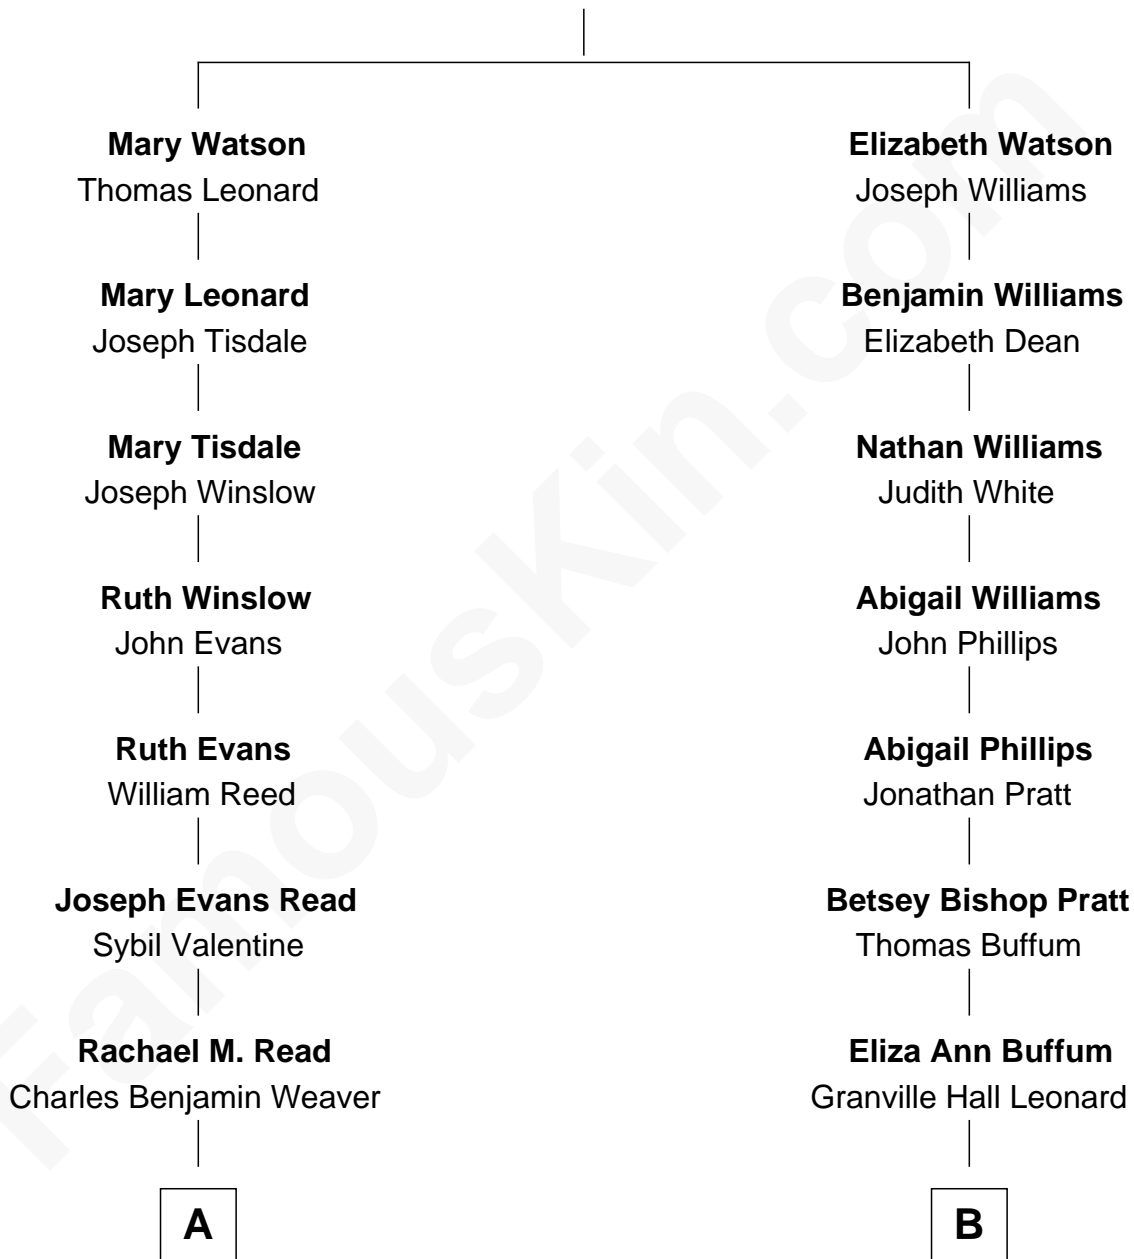 Mary Watson
Thomas Leonard
Mary Leonard
Joseph Tisdale
Mary Tisdale
Joseph Winslow
Ruth Winslow
John Evans
Ruth Evans
William Reed
Joseph Evans Read
Sybil Valentine
Rachael M. Read
Charles Benjamin Weaver
A
Elizabeth Watson
Joseph Williams
Benjamin Williams
Elizabeth Dean
Nathan Williams
Judith White
Abigail Williams
John Phillips
Abigail Phillips
Jonathan Pratt
Betsey Bishop Pratt
Thomas Buffum
Eliza Ann Buffum
Granville Hall Leonard
B
FamousKin.com